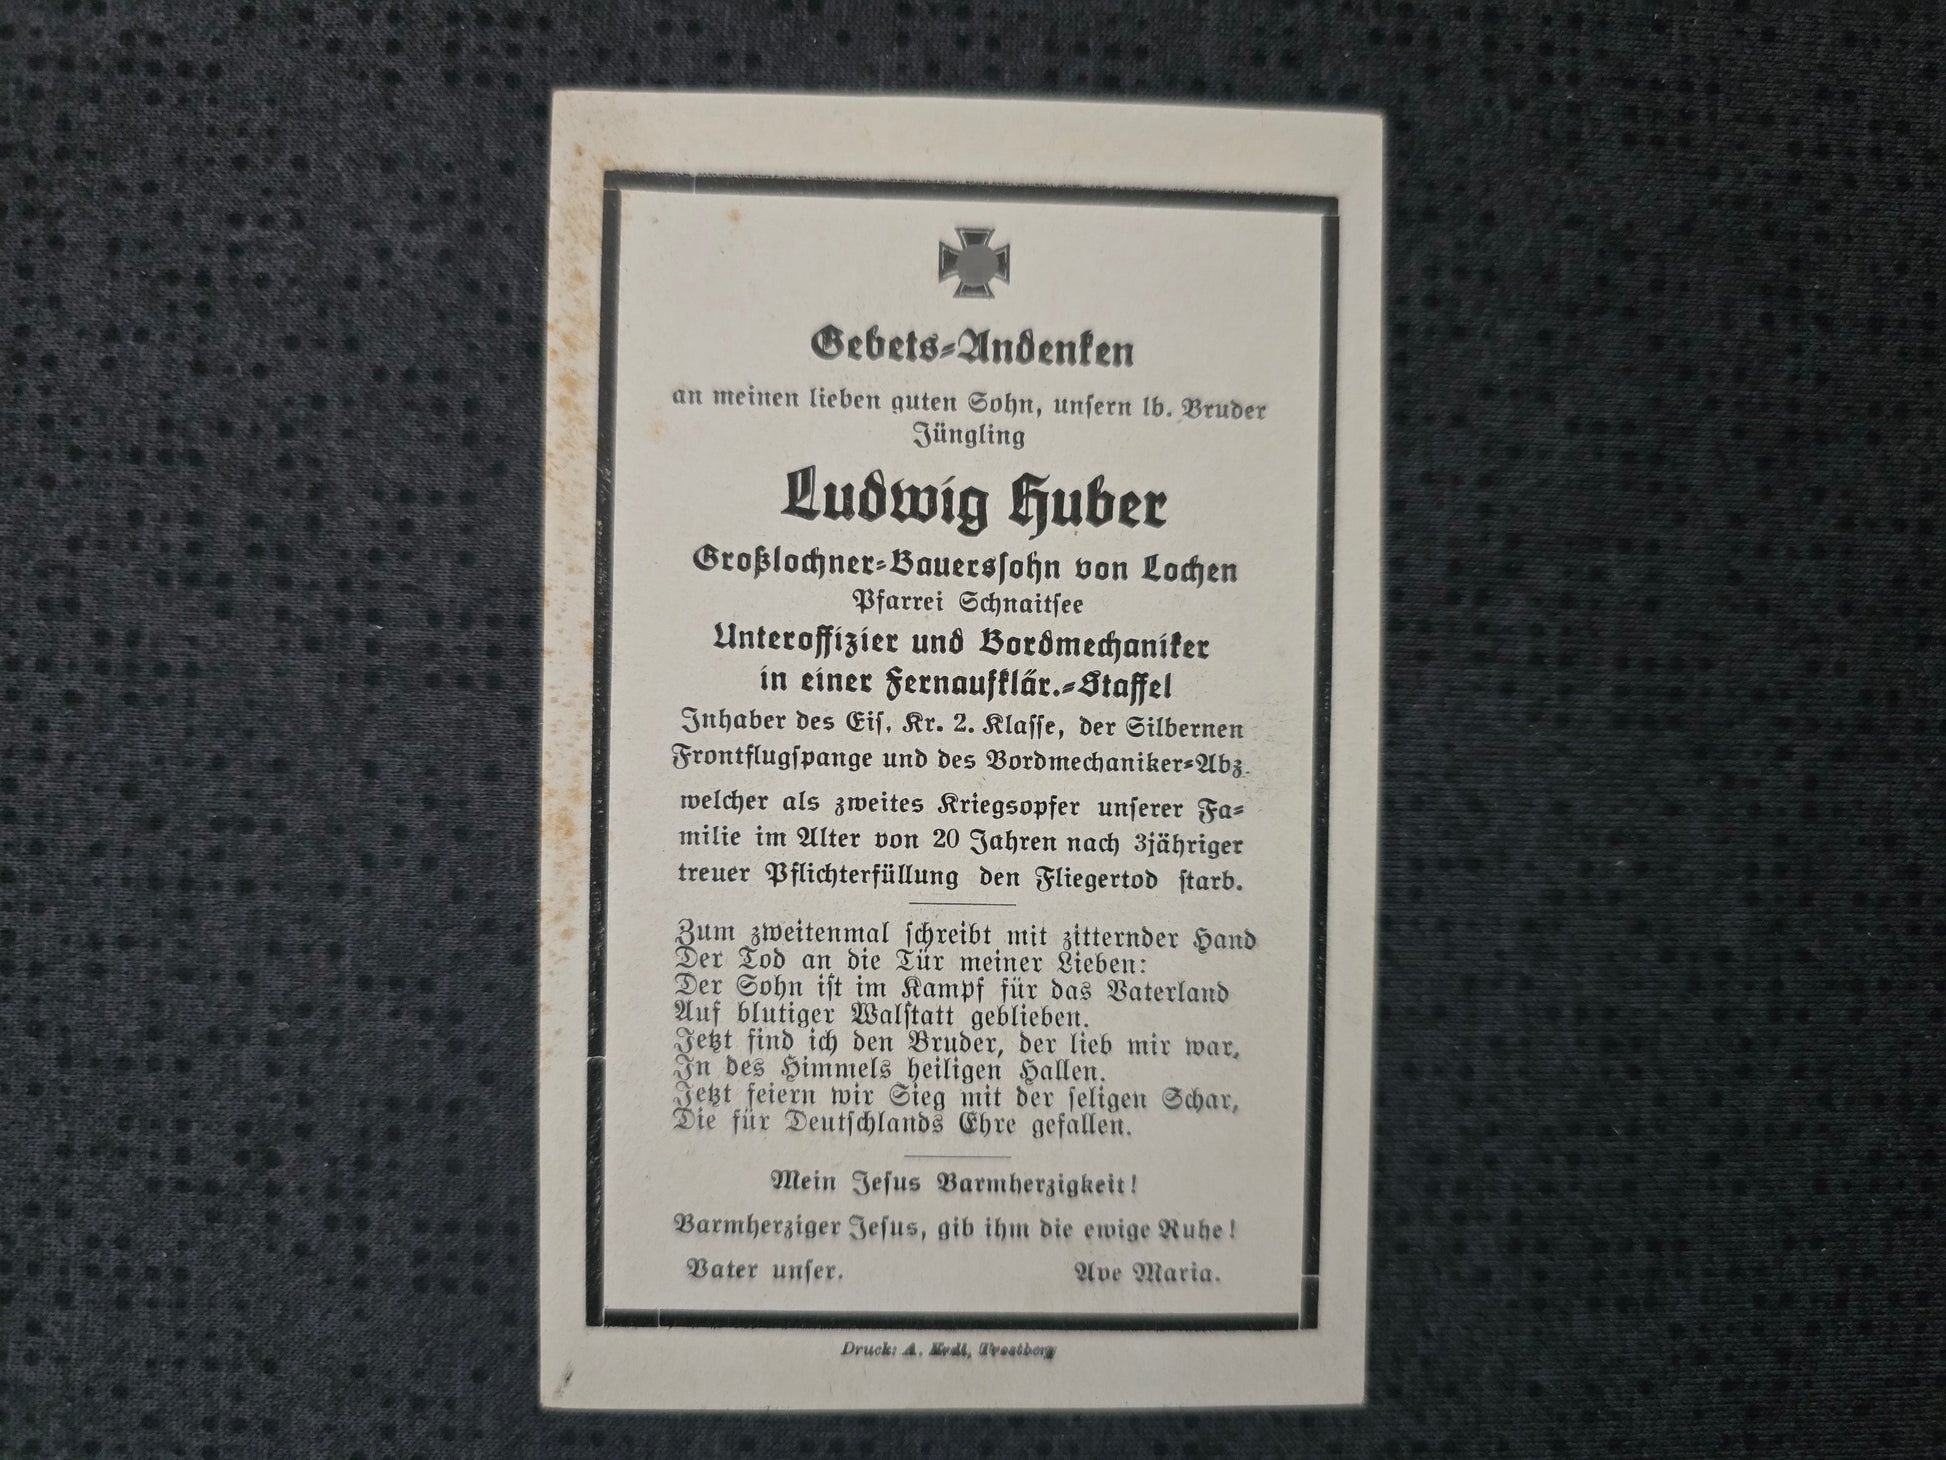 Gebets-Andenken
an meinen lieben guten Sohn, unsern lb. Bruder
Jüngling
Ludwig Huber
Großlochner-Bauerssohn von Lochen
Pfarrei Schnaitsee
Unteroffizier und Bordmechaniker
in einer Fernaufklär.-Staffel
Inhaber des Eis. Kr. 2. Klasse, der Silbernen
Frontflugspange und des Bordmechaniker-Abz.
welcher als zweites Kriegsopfer unserer Fa-
milie im Alter von 20 Jahren nach 3jähriger
treuer Pflichterfüllung den Fliegertod starb.
Zum zweitenmal schreibt mit zitternder Hand
Der Tod an die Tür meiner Lieben:
Der Sohn ist im Kampf für das Vaterland
Auf blutiger Walstatt geblieben.
Jetzt find ich den Bruder, der lieb mir war,
In des Himmels heiligen Hallen.
Jetzt feiern wir Sieg mit der seligen Schar,
Die für Deutschlands Ehre gefallen.
Mein Jesus Barmherzigkeit!
Barmherziger Jesus, gib ihm die ewige Ruhe!
Vater unser. Ave Maria.
Druck: A. Erdl, Trostberg